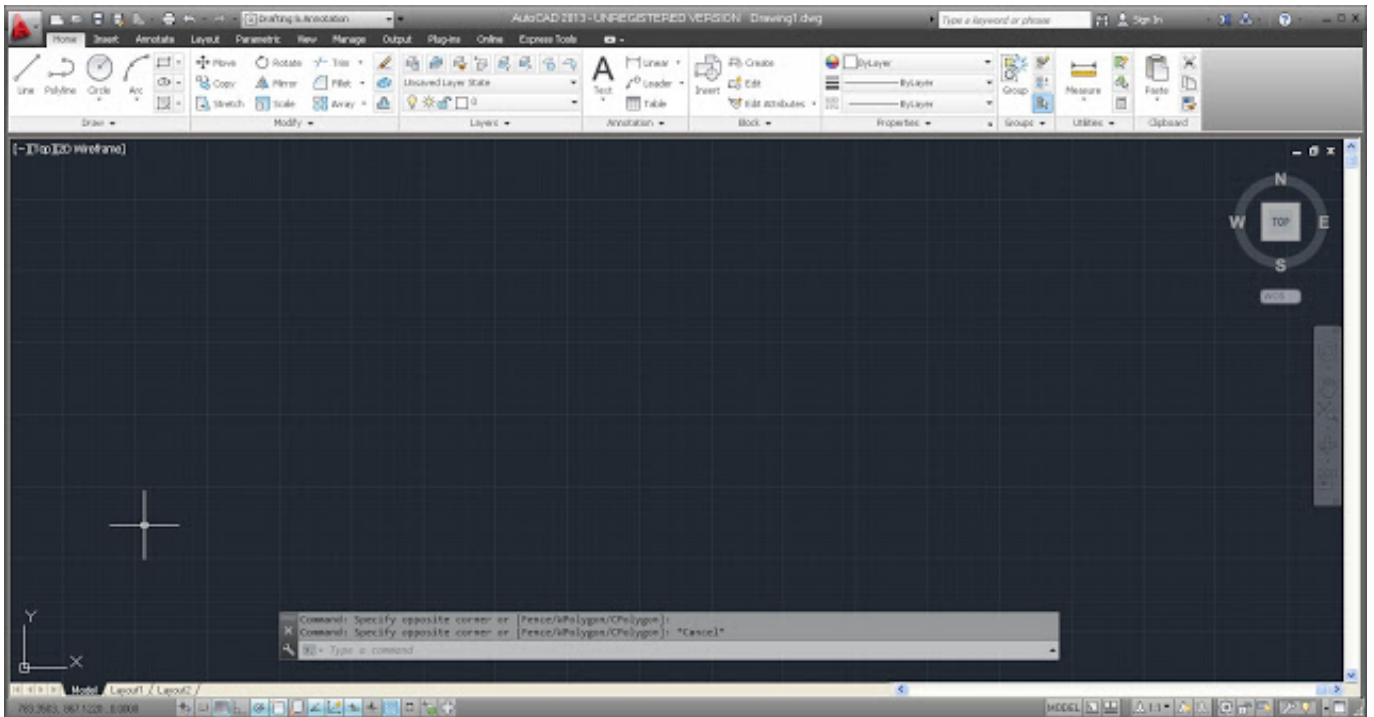 Drafting & Annotation
AutoCAD 2013 - UNREGISTERED VERSION Drawing1.dwg
Type a keyword or phrase
Sign In
Home Insert Annotate Layout Parametric View Manage Output Plug-ins Online Express Tools
Line Polyline Circle Arc
Move Rotate Trim
Copy Mirror Fillet
Stretch Scale Array
Unsaved Layer State
0
Text
Linear
Leader
Table
Insert
Create
Edit
Edit Attributes
ByLayer
ByLayer
ByLayer
Group
Measure
Paste
Draw Modify Layers Annotation Block Properties Groups Utilities Clipboard
[-][Top][2D Wireframe]
N
W TOP E
S
WCS
Y
X
Command: Specify opposite corner or [Fence/WPolygon/CPolygon]:
Command: Specify opposite corner or [Fence/WPolygon/CPolygon]: *Cancel*
Type a command
Model / Layout1 / Layout2 /
MODEL
1:1